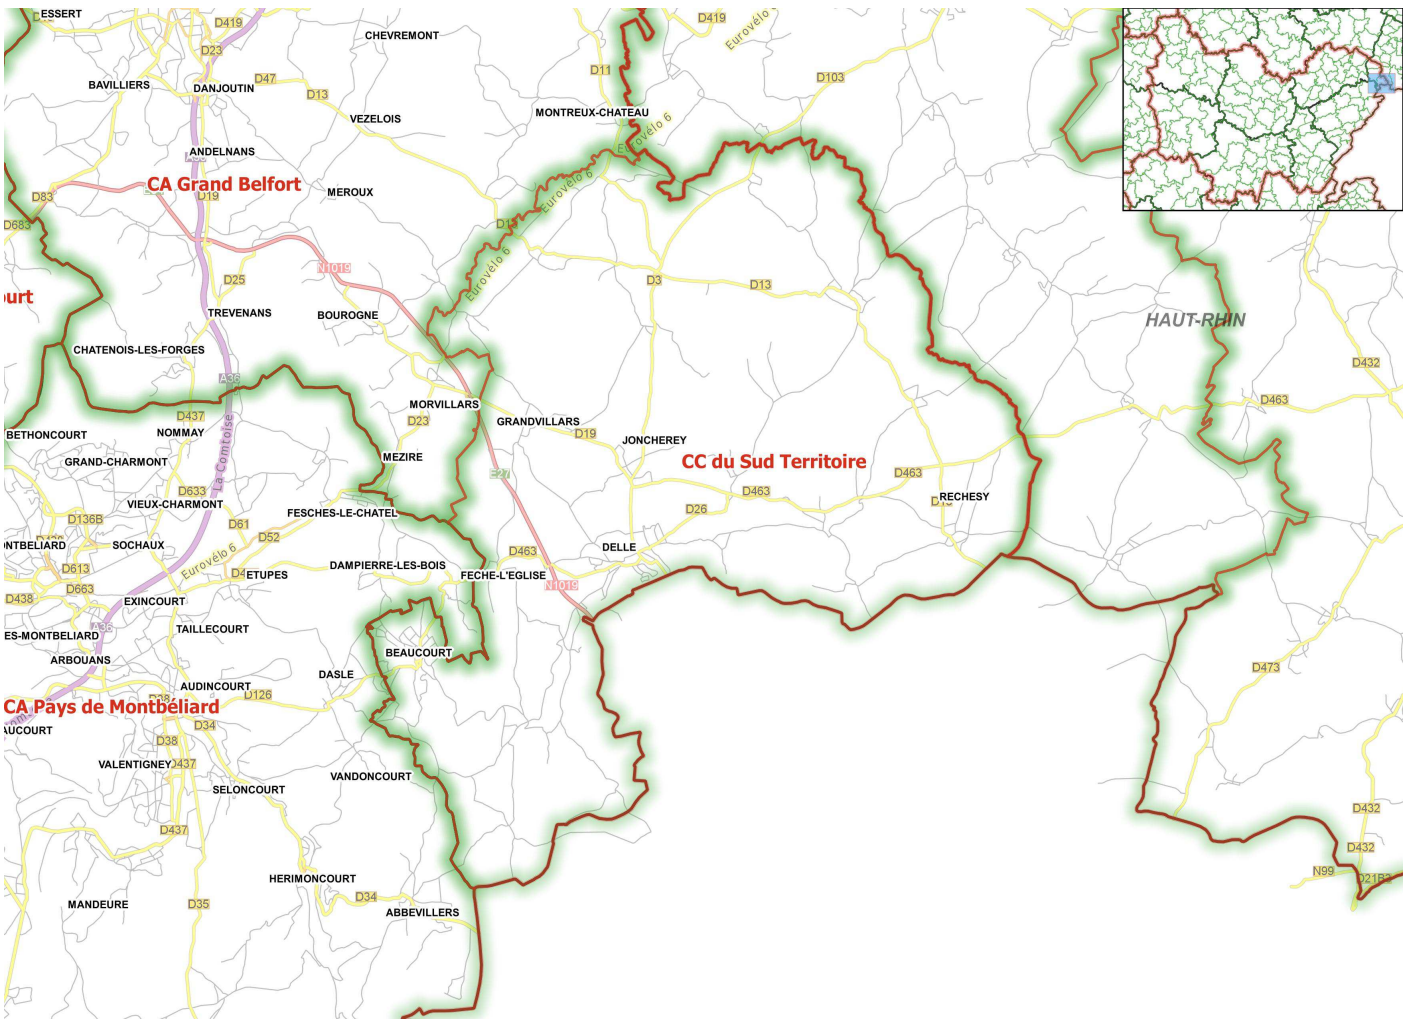 ESSERT
D419
D419
CHEVREMONT
D23
Eurovélo 6
BAVILLIERS
D47
DANJOUTIN
D13
D11
D103
VEZELOIS
MONTREUX-CHATEAU
Eurovélo 6
ANDELNANS
CA Grand Belfort
MEROUX
D83
D19
Eurovélo 6
D683
N1019
Eurovélo 6
D25
D3
D13
TREVENANS
BOUROGNE
HAUT-RHIN
CHATENOIS-LES-FORGES
D432
A36
D437
MORVILLARS
D463
BETHONCOURT
NOMMAY
D23
GRANDVILLARS
D19
JONCHEREY
GRAND-CHARMONT
La Comtoise
MEZIRE
E27
CC du Sud Territoire
D463
D633
D463
VIEUX-CHARMONT
FESCHES-LE-CHATEL
D26
RECHESY
D136B
D61
D52
SOCHAUX
Eurovélo 6
DELLE
D613
D463
ETUPES
DAMPIERRE-LES-BOIS
FECHE-L'EGLISE
N1019
D663
D438
EXINCOURT
A36
TAILLECOURT
ES-MONTBELIARD
BEAUCOURT
ARBOUANS
DASLE
D473
AUDINCOURT
D126
CA Pays de Montbéliard
D34
AUCOURT
D38
VALENTIGNEY
D437
VANDONCOURT
SELONCOURT
D432
D437
D432
HERIMONCOURT
N99
MANDEURE
D35
D34
ABBEVILLERS